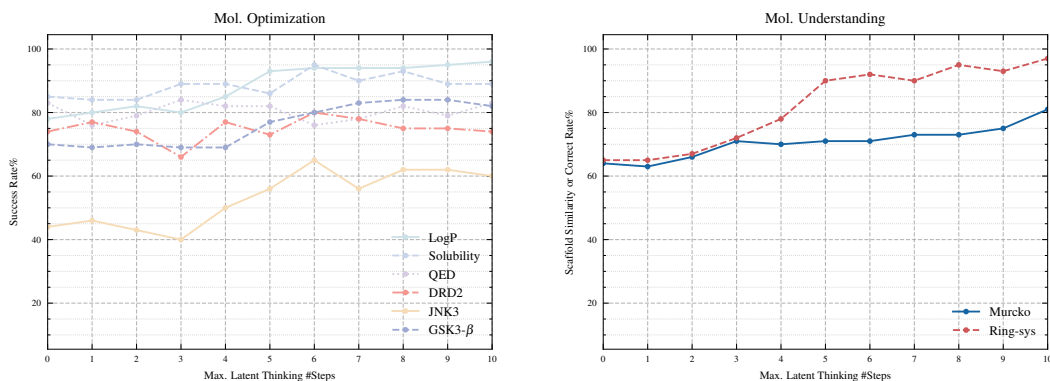 Mol. Optimization
100
80
60
40
20
Success Rate%
LogP
Solubility
QED
DRD2
JNK3
GSK3-β
0 1 2 3 4 5 6 7 8 9 10
Max. Latent Thinking #Steps
Mol. Understanding
100
80
60
40
20
Scaffold Similarity or Correct Rate%
Murcko
Ring-sys
0 1 2 3 4 5 6 7 8 9 10
Max. Latent Thinking #Steps